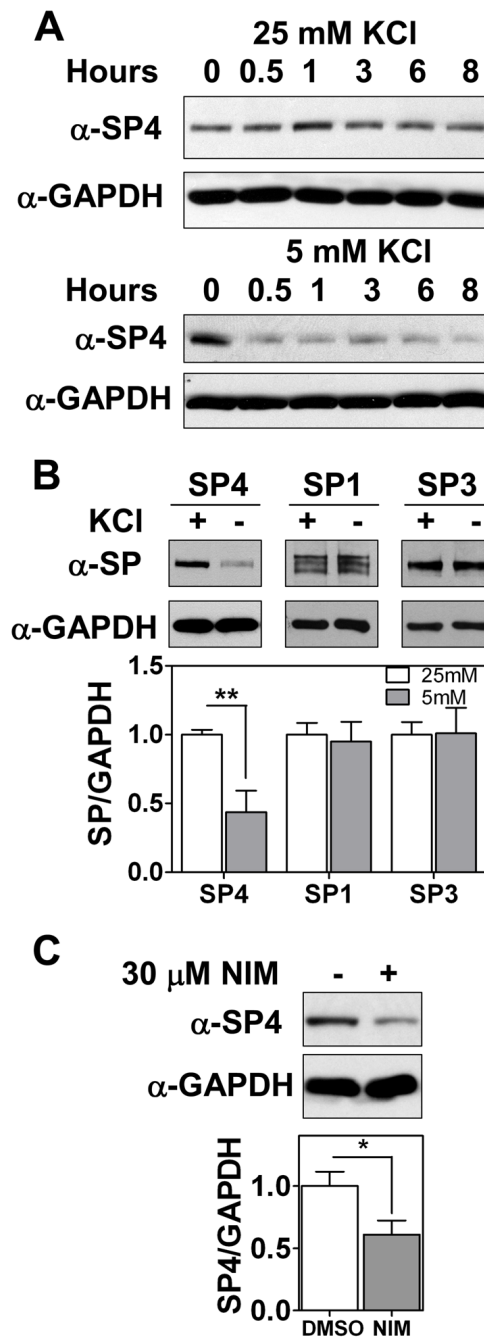 A
25 mM KCl
Hours 0 0.5 1 3 6 8
α-SP4
α-GAPDH
5 mM KCl
Hours 0 0.5 1 3 6 8
α-SP4
α-GAPDH
B
SP4 SP1 SP3
KCl + - + - + -
α-SP
α-GAPDH
SP/GAPDH
1.5
1.0
0.5
0.0
**
25mM
5mM
SP4 SP1 SP3
C
30 μM NIM - +
α-SP4
α-GAPDH
SP4/GAPDH
1.0
0.5
0.0
*
DMSO NIM